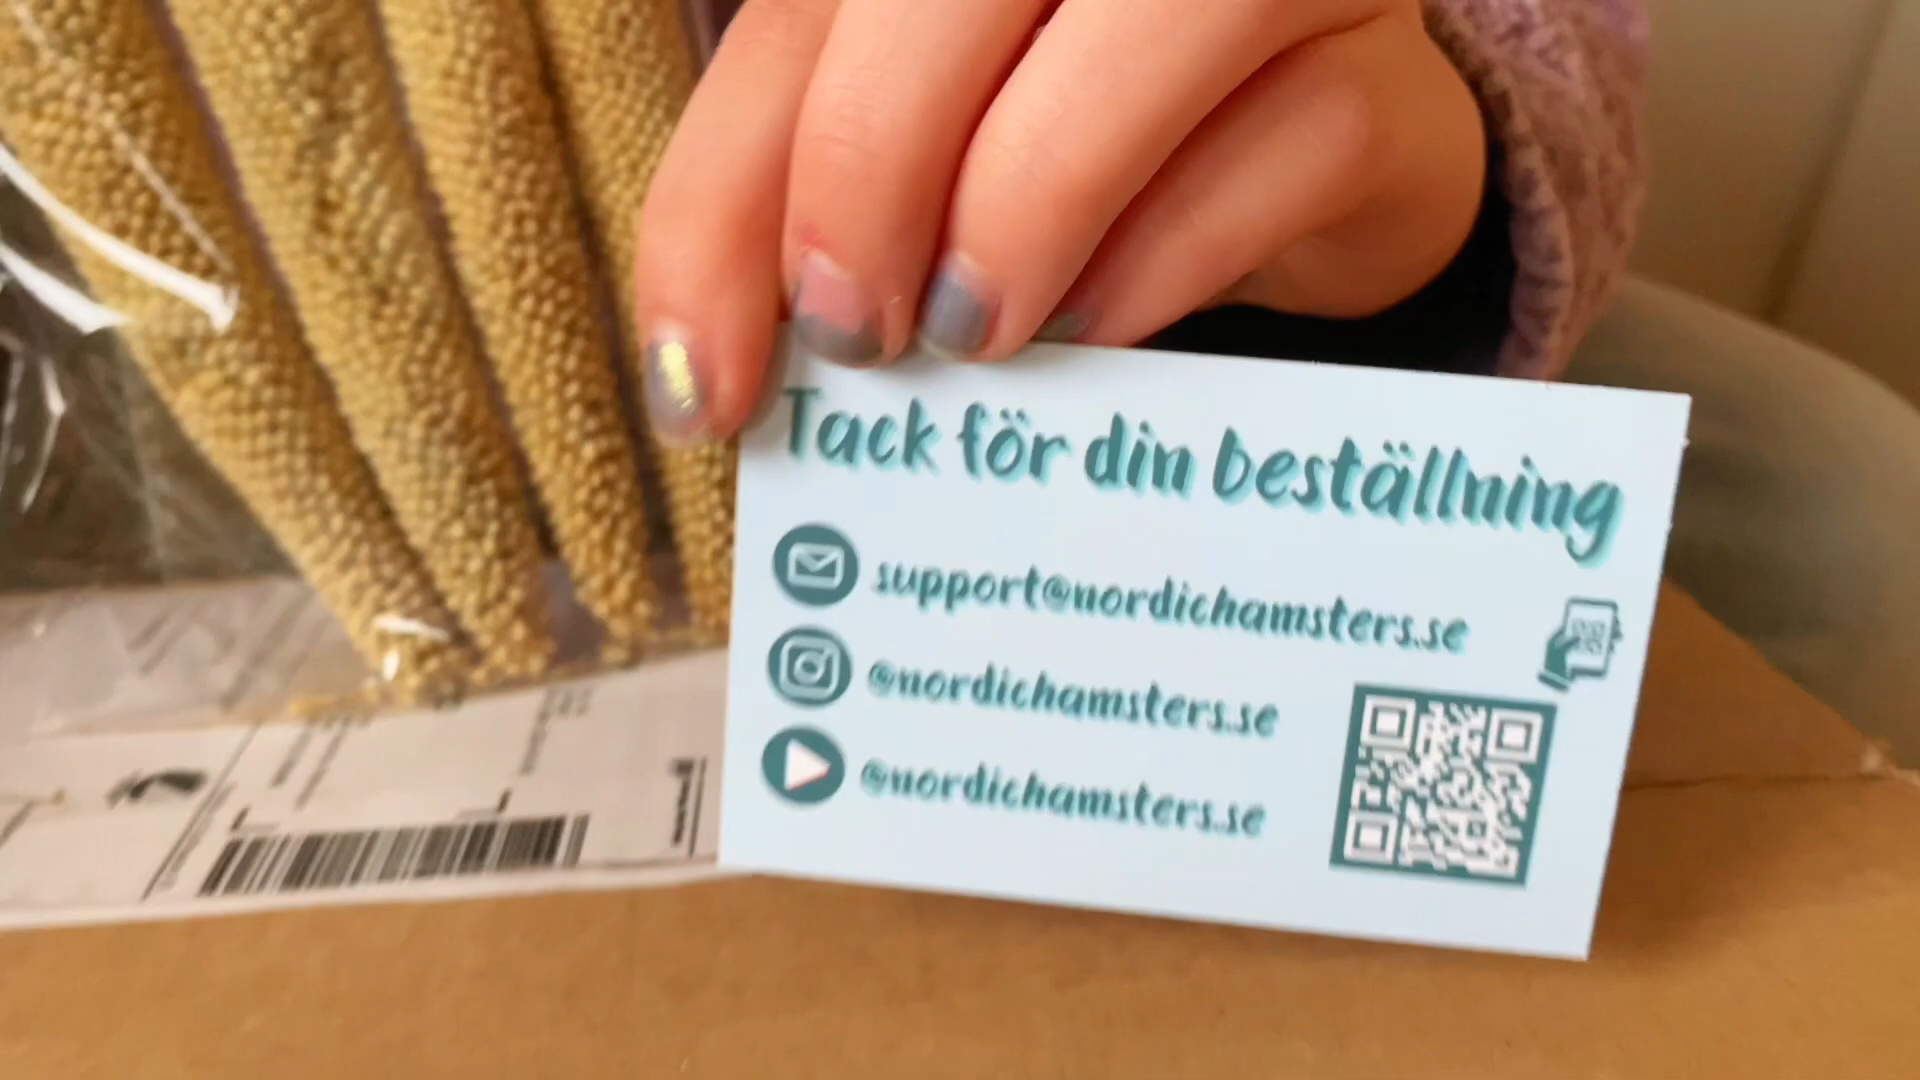 Tack för din beställning
support@nordichamsters.se
@nordichamsters.se
@nordichamsters.se